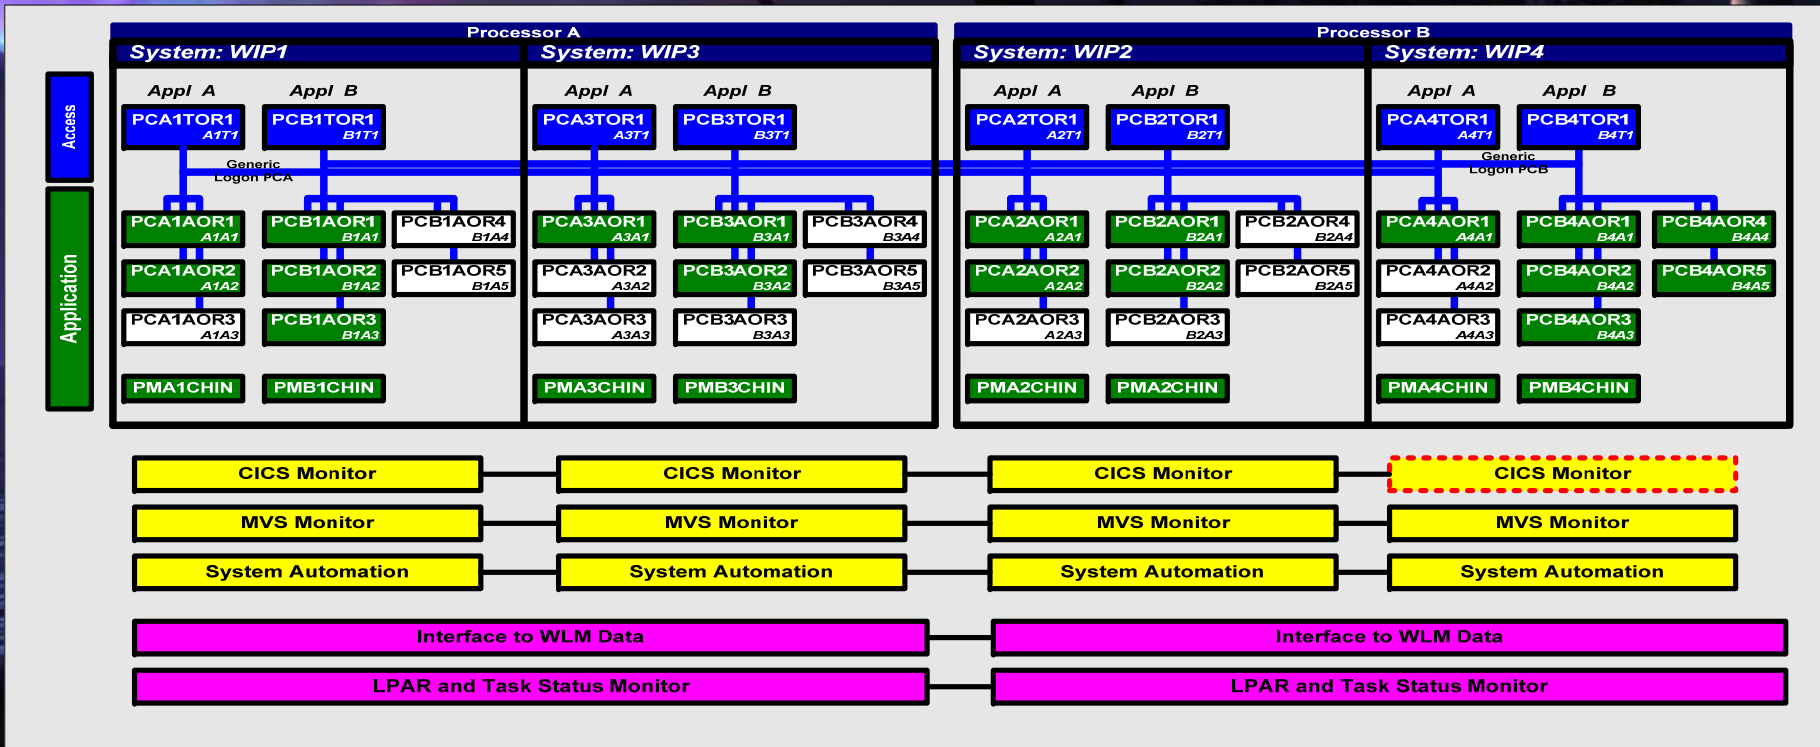 Processor A
Processor B
System: WIP1
System: WIP3
System: WIP2
System: WIP4
Access
Application
Appl A
Appl B
Appl A
Appl B
Appl A
Appl B
Appl A
Appl B
PCA1TOR1
A1T1
PCB1TOR1
B1T1
PCA3TOR1
A3T1
PCB3TOR1
B3T1
PCA2TOR1
A2T1
PCB2TOR1
B2T1
PCA4TOR1
A4T1
PCB4TOR1
B4T1
Generic
Logon PCA
Generic
Logon PCB
PCA1AOR1
A1A1
PCB1AOR1
B1A1
PCB1AOR4
B1A4
PCA3AOR1
A3A1
PCB3AOR1
B3A1
PCB3AOR4
B3A4
PCA2AOR1
A2A1
PCB2AOR1
B2A1
PCB2AOR4
B2A4
PCA4AOR1
A4A1
PCB4AOR1
B4A1
PCB4AOR4
B4A4
PCA1AOR2
A1A2
PCB1AOR2
B1A2
PCB1AOR5
B1A5
PCA3AOR2
A3A2
PCB3AOR2
B3A2
PCB3AOR5
B3A5
PCA2AOR2
A2A2
PCB2AOR2
B2A2
PCB2AOR5
B2A5
PCA4AOR2
A4A2
PCB4AOR2
B4A2
PCB4AOR5
B4A5
PCA1AOR3
A1A3
PCB1AOR3
B1A3
PCA3AOR3
A3A3
PCB3AOR3
B3A3
PCA2AOR3
A2A3
PCB2AOR3
B2A3
PCA4AOR3
A4A3
PCB4AOR3
B4A3
PMA1CHIN
PMB1CHIN
PMA3CHIN
PMB3CHIN
PMA2CHIN
PMA2CHIN
PMA4CHIN
PMB4CHIN
CICS Monitor
CICS Monitor
CICS Monitor
CICS Monitor
MVS Monitor
MVS Monitor
MVS Monitor
MVS Monitor
System Automation
System Automation
System Automation
System Automation
Interface to WLM Data
Interface to WLM Data
LPAR and Task Status Monitor
LPAR and Task Status Monitor